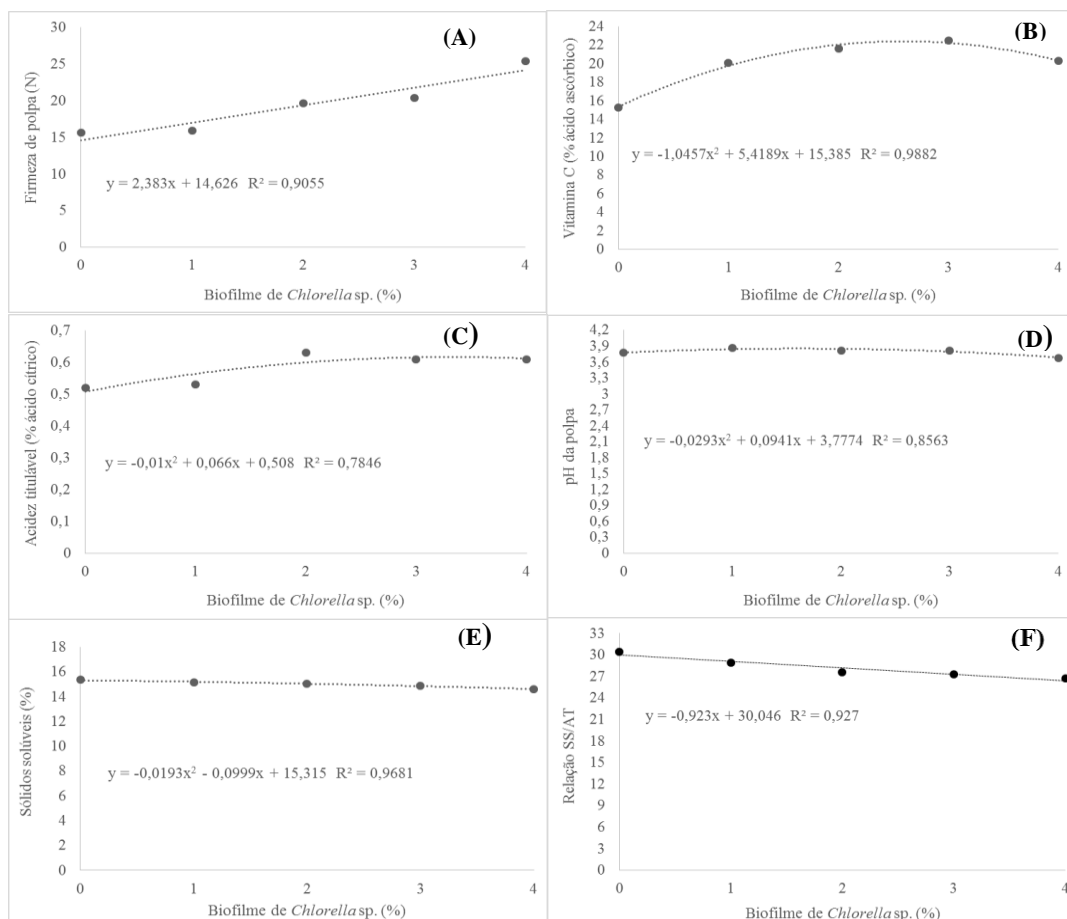 (A)
Firmeza de polpa (N)
30
25
20
15
10
5
0
y = 2,383x + 14,626 R² = 0,9055
0 1 2 3 4
Biofilme de Chlorella sp. (%)
(B)
Vitamina C (% ácido ascórbico)
24
22
20
18
16
14
12
10
8
6
4
2
0
y = -1,0457x² + 5,4189x + 15,385 R² = 0,9882
0 1 2 3 4
Biofilme de Chlorella sp. (%)
(C)
Acidez titulável (% ácido cítrico)
0,7
0,6
0,5
0,4
0,3
0,2
0,1
0
y = -0,01x² + 0,066x + 0,508 R² = 0,7846
0 1 2 3 4
Biofilme de Chlorella sp. (%)
(D)
pH da polpa
4,2
3,9
3,6
3,3
3
2,7
2,4
2,1
1,8
1,5
1,2
0,9
0,6
0,3
0
y = -0,0293x² + 0,0941x + 3,7774 R² = 0,8563
0 1 2 3 4
Biofilme de Chlorella sp. (%)
(E)
Sólidos solúveis (%)
18
16
14
12
10
8
6
4
2
0
y = -0,0193x² - 0,0999x + 15,315 R² = 0,9681
0 1 2 3 4
Biofilme de Chlorella sp. (%)
(F)
Relação SS/AT
33
30
27
24
21
18
15
12
9
6
3
0
y = -0,923x + 30,046 R² = 0,927
0 1 2 3 4
Biofilme de Chlorella sp. (%)